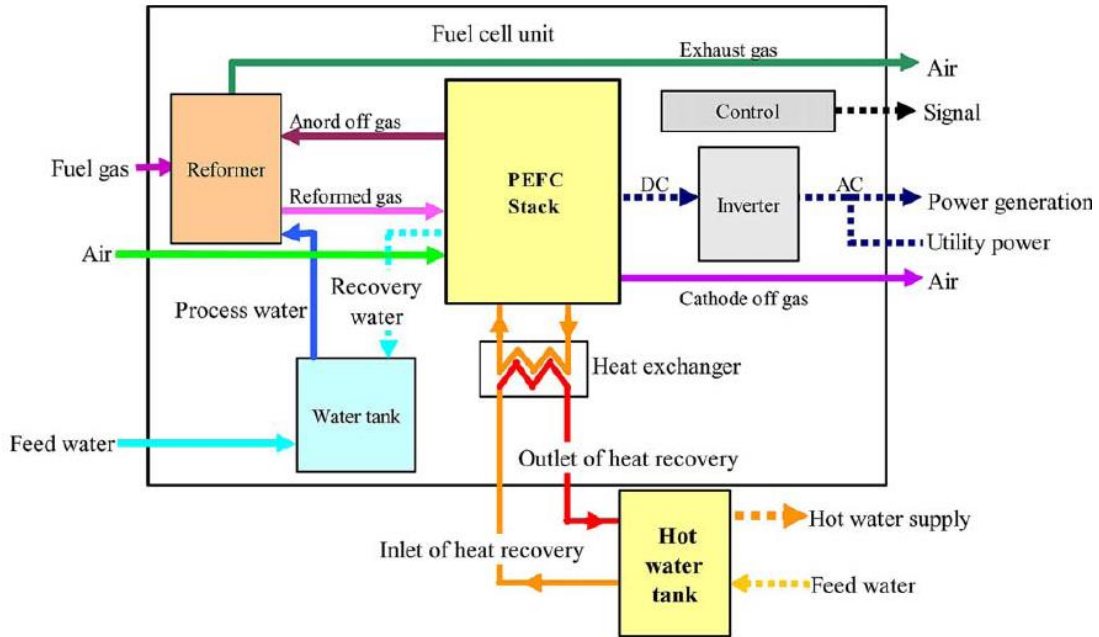 Fuel cell unit
Exhaust gas
Air
Control
Signal
Anord off gas
Fuel gas
Reformer
PEFC
Stack
DC
Inverter
AC
Power generation
Reformed gas
Utility power
Air
Air
Cathode off gas
Process water
Recovery
water
Heat exchanger
Water tank
Feed water
Outlet of heat recovery
Hot water supply
Inlet of heat recovery
Hot
water
tank
Feed water